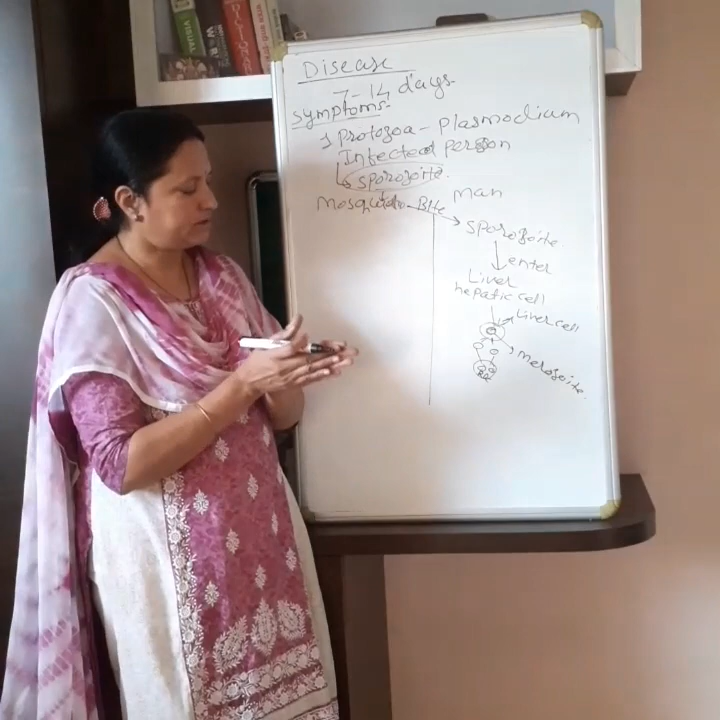 VISUAL
Disease
7-14 days.
Symptoms-
Protozoa - Plasmodium
Infected person
Sporozoite.
Mosquito - Bite
Man
Sporozoite.
enter
Liver
hepatic cell
Liver cell
merozoite.